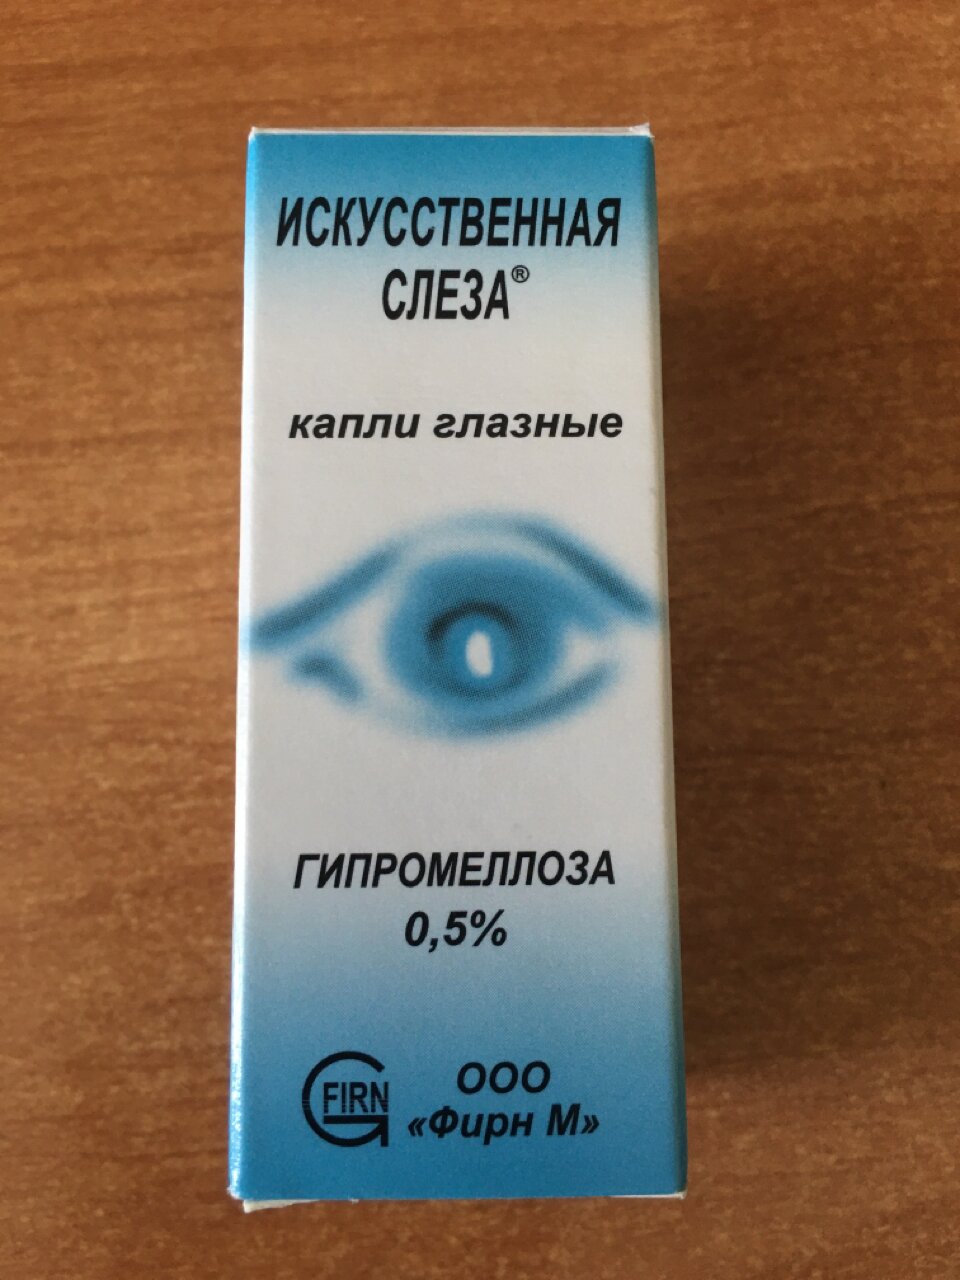 ИСКУССТВЕННАЯ
СЛЕЗА®
капли глазные
ГИПРОМЕЛЛОЗА
0,5%
FIRN
ООО
«Фирн М»